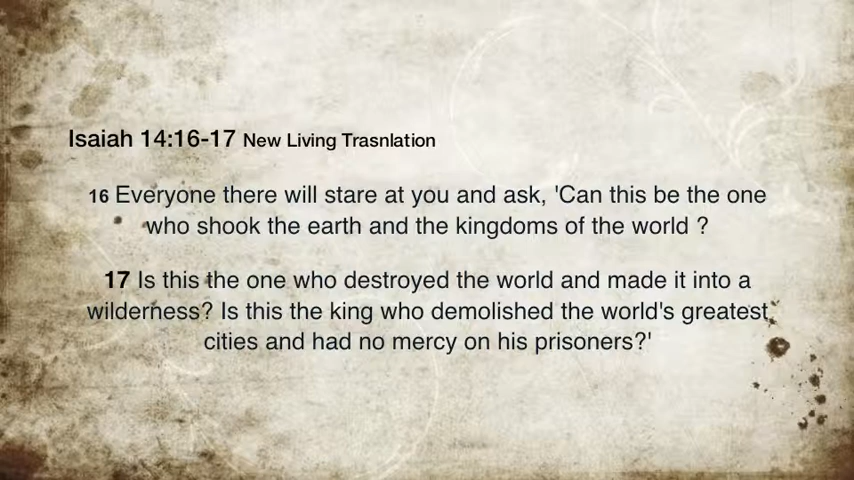 Isaiah 14:16-17 New Living Trasnlation
16 Everyone there will stare at you and ask, 'Can this be the one
who shook the earth and the kingdoms of the world ?
17 Is this the one who destroyed the world and made it into a
wilderness? Is this the king who demolished the world's greatest
cities and had no mercy on his prisoners?'